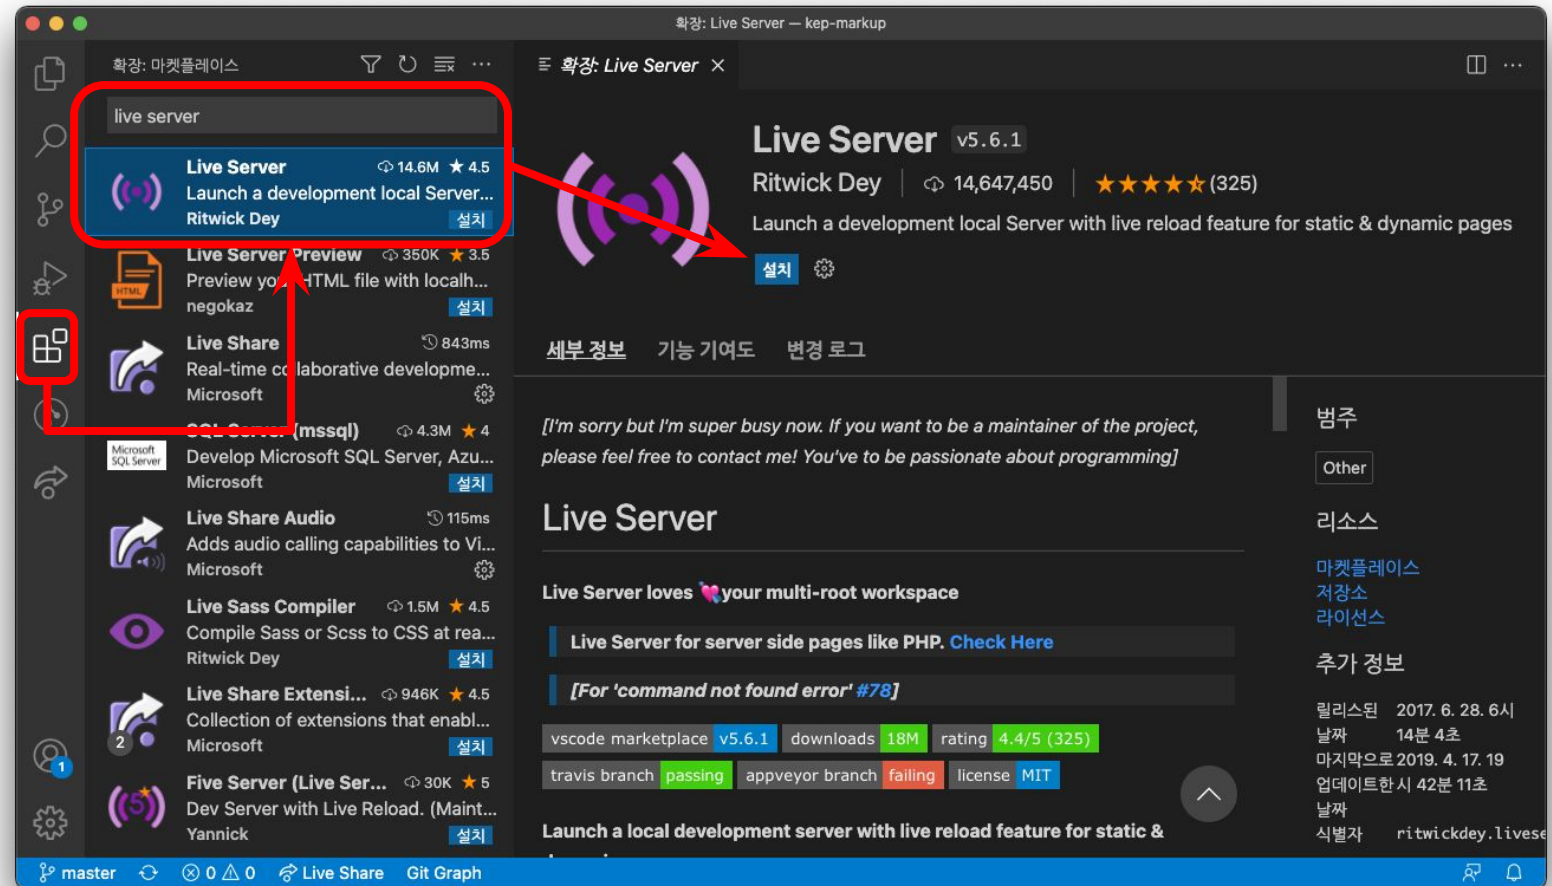 확장: Live Server — kep-markup
확장: 마켓플레이스
live server
Live Server 14.6M ★ 4.5
Launch a development local Server...
Ritwick Dey 설치
Live Server Preview 350K ★ 3.5
Preview your HTML file with localh...
negokaz 설치
Live Share 843ms
Real-time collaborative developme...
Microsoft
SQL Server (mssql) 4.3M ★ 4
Microsoft
SQL Server
Develop Microsoft SQL Server, Azu...
Microsoft 설치
Live Share Audio 115ms
Adds audio calling capabilities to Vi...
Microsoft
Live Sass Compiler 1.5M ★ 4.5
Compile Sass or Scss to CSS at rea...
Ritwick Dey 설치
Live Share Extensi... 946K ★ 4.5
Collection of extensions that enabl...
Microsoft 설치
Five Server (Live Ser... 30K ★ 5
Dev Server with Live Reload. (Maint...
Yannick 설치
HTML
2
5
1
확장: Live Server
Live Server v5.6.1
Ritwick Dey 14,647,450 ★★★★★ (325)
Launch a development local Server with live reload feature for static & dynamic pages
설치
세부 정보 기능 기여도 변경 로그
[I'm sorry but I'm super busy now. If you want to be a maintainer of the project,
please feel free to contact me! You've to be passionate about programming]
Live Server
Live Server loves 💘your multi-root workspace
Live Server for server side pages like PHP. Check Here
[For 'command not found error' #78]
vscode marketplace v5.6.1 downloads 18M rating 4.4/5 (325)
travis branch passing appveyor branch failing license MIT
Launch a local development server with live reload feature for static &
범주
Other
리소스
마켓플레이스
저장소
라이선스
추가 정보
릴리스된 2017. 6. 28. 6시
날짜 14분 4초
마지막으로 2019. 4. 17. 19
업데이트한 시 42분 11초
날짜
식별자 ritwickdey.livese
master 0 0 Live Share Git Graph